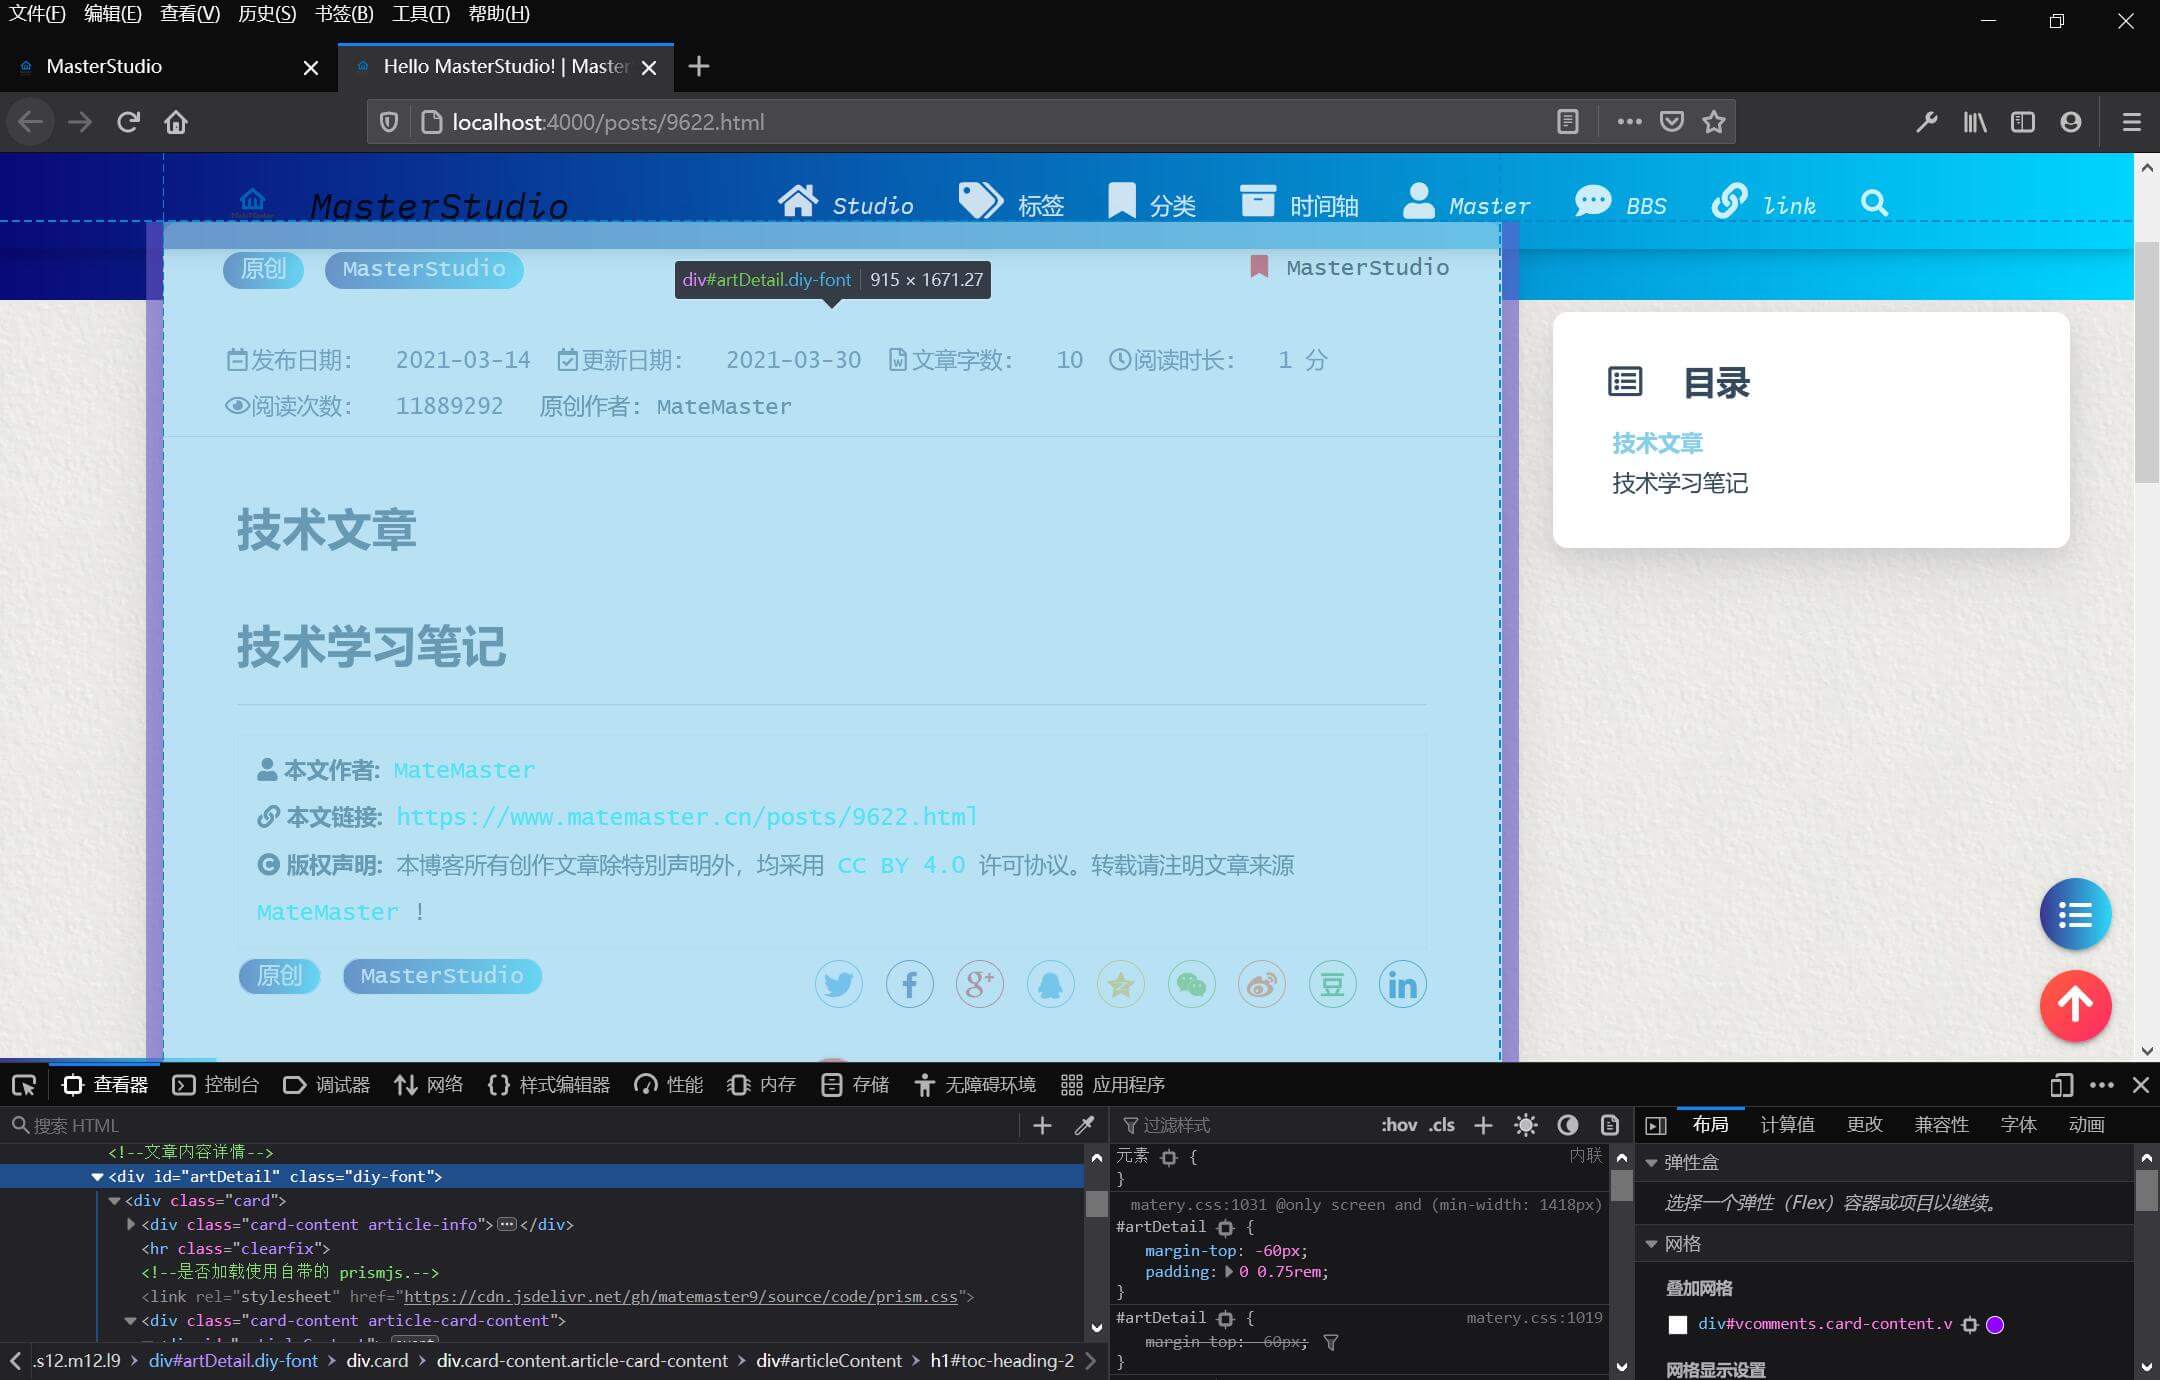 文件(F) 编辑(E) 查看(V) 历史(S) 书签(B) 工具(T) 帮助(H)
MasterStudio
Hello MasterStudio! | Master
localhost:4000/posts/9622.html
MasterStudio
Studio 标签 分类 时间轴 Master BBS link
原创 MasterStudio
div#artDetail.diy-font 915 × 1671.27
MasterStudio
发布日期: 2021-03-14 更新日期: 2021-03-30 文章字数: 10 阅读时长: 1 分
阅读次数: 11889292 原创作者: MateMaster
目录
技术文章
技术学习笔记
技术文章
技术学习笔记
本文作者: MateMaster
本文链接: https://www.matemaster.cn/posts/9622.html
版权声明: 本博客所有创作文章除特別声明外，均采用 CC BY 4.0 许可协议。转载请注明文章来源
MateMaster !
原创 MasterStudio
查看器 控制台 调试器 网络 样式编辑器 性能 内存 存储 无障碍环境 应用程序
搜索 HTML
<!--文章内容详情-->
<div id="artDetail" class="diy-font">
<div class="card">
<div class="card-content article-info"></div>
<hr class="clearfix">
<!--是否加载使用自带的 prismjs.-->
<link rel="stylesheet" href="https://cdn.jsdelivr.net/gh/matemaster9/source/code/prism.css">
<div class="card-content article-card-content">
.s12.m12.l9 div#artDetail.diy-font div.card div.card-content.article-card-content div#articleContent h1#toc-heading-2
过滤样式 :hov .cls
元素 { 内联
}
matery.css:1031 @only screen and (min-width: 1418px)
#artDetail {
margin-top: -60px;
padding: 0 0.75rem;
}
#artDetail { matery.css:1019
margin-top: -60px;
}
布局 计算值 更改 兼容性 字体 动画
弹性盒
选择一个弹性（Flex）容器或项目以继续。
网格
叠加网格
div#vcomments.card-content.v
网格显示设置